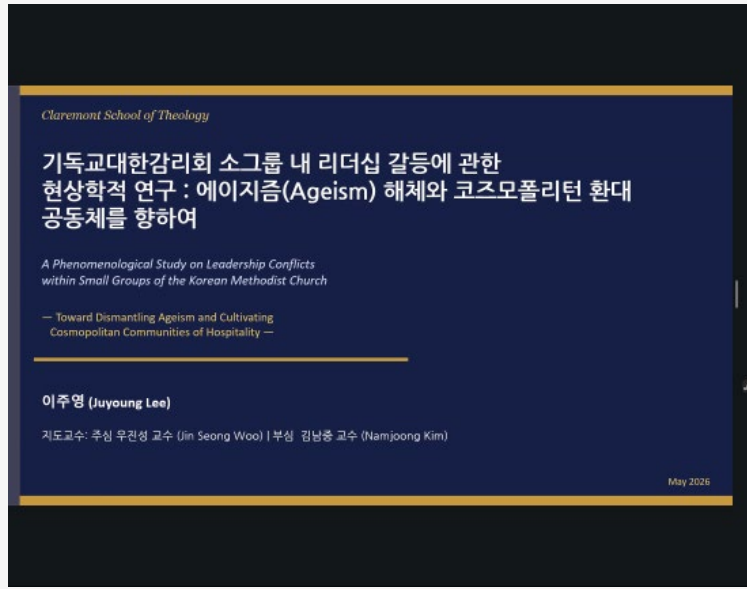 Claremont School of Theology
기독교대한감리회 소그룹 내 리더십 갈등에 관한
현상학적 연구 : 에이지즘(Ageism) 해체와 코즈모폴리턴 환대
공동체를 향하여
A Phenomenological Study on Leadership Conflicts
within Small Groups of the Korean Methodist Church
— Toward Dismantling Ageism and Cultivating
Cosmopolitan Communities of Hospitality —
이주영 (Juyoung Lee)
지도교수: 주심 우진성 교수 (Jin Seong Woo) | 부심 김남중 교수 (Namjoong Kim)
May 2026